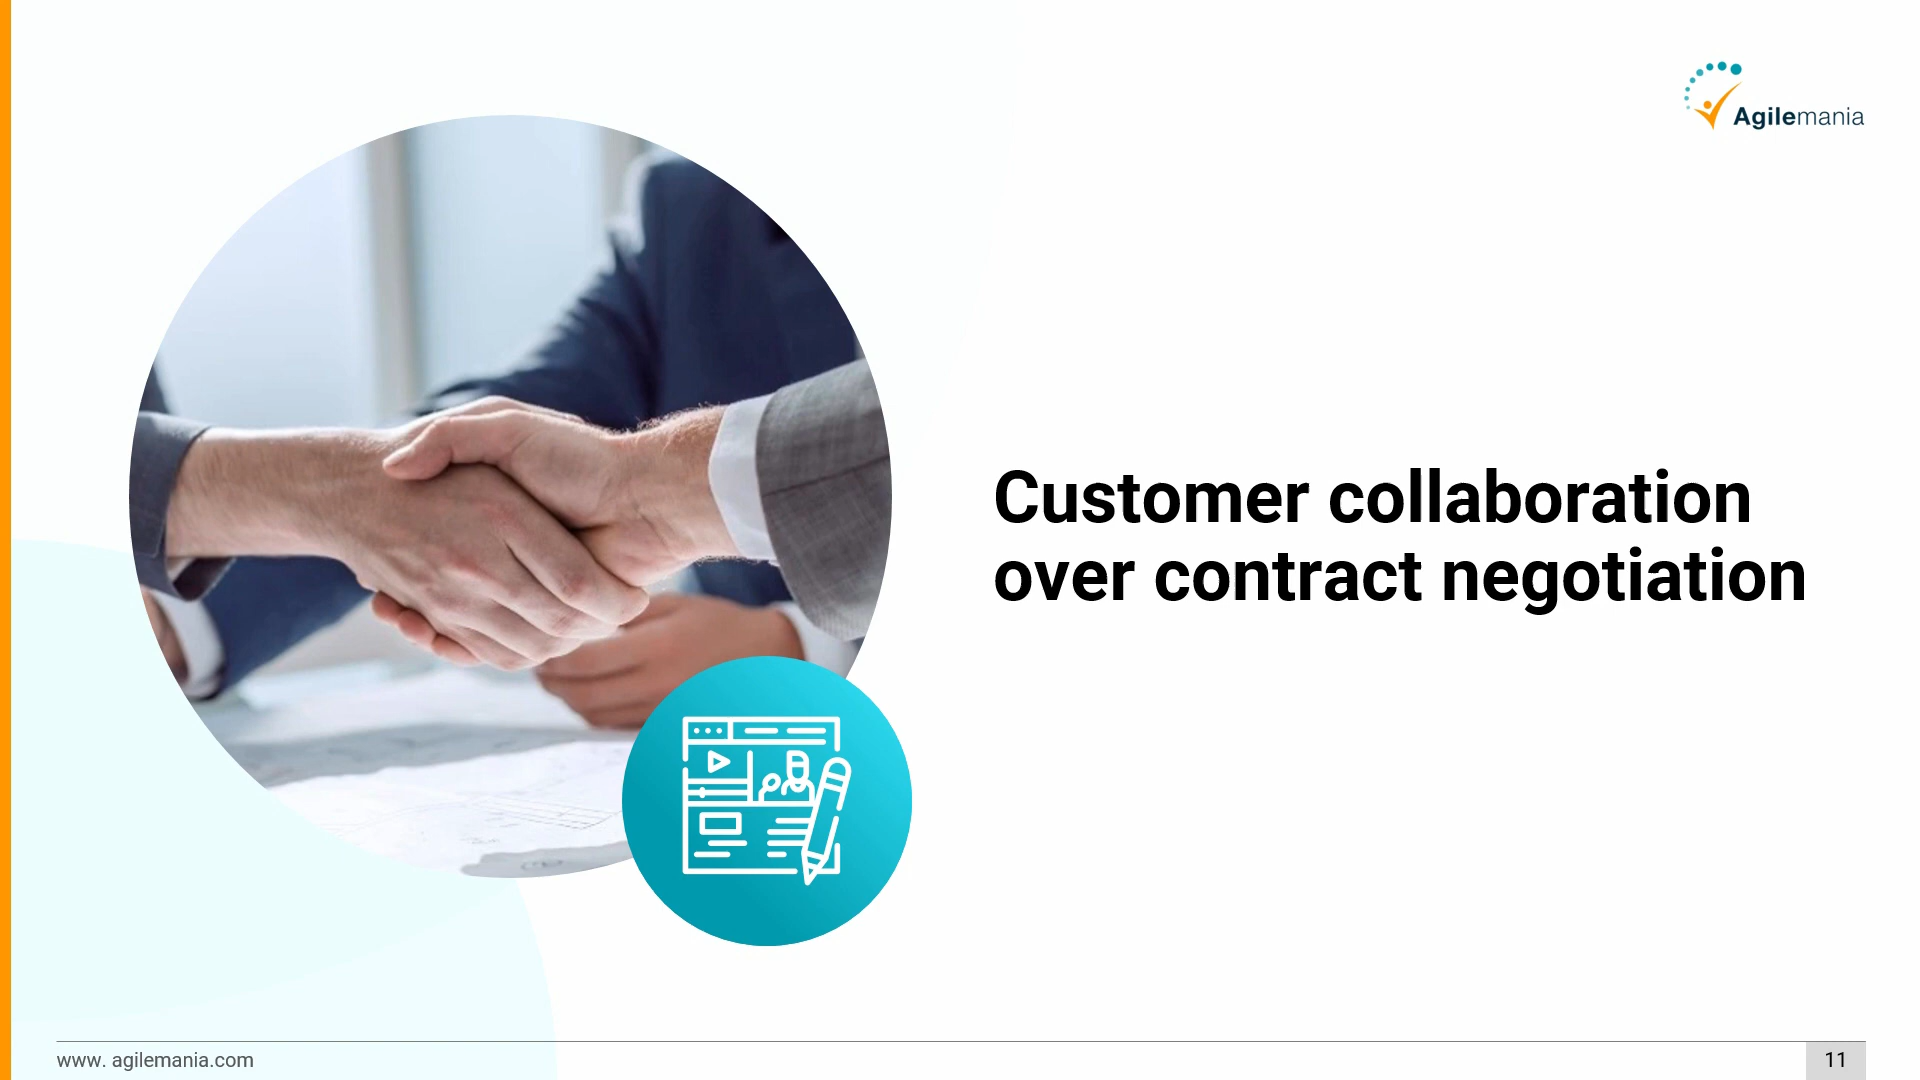 Agilemania
Customer collaboration
over contract negotiation
www. agilemania.com
11